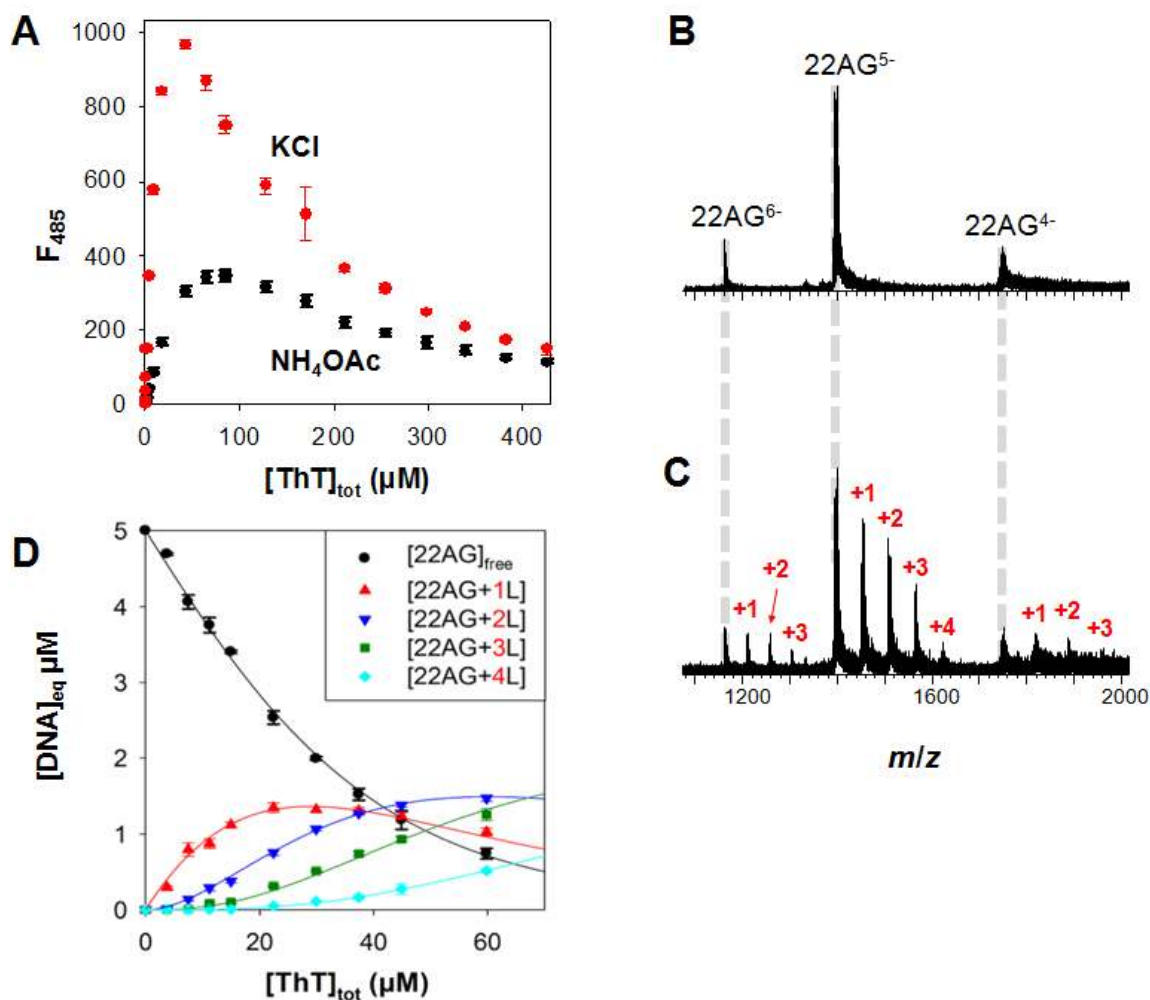 A
1000
800
600
400
200
0
F485
KCl
NH4OAc
0
100
200
300
400
[ThT]tot (µM)
B
22AG6-
22AG5-
22AG4-
C
+1
+2
+3
+1
+2
+3
+4
+1
+2
+3
1200
1600
2000
m/z
D
5
4
3
2
1
0
[DNA]eq µM
[22AG]free
[22AG+1L]
[22AG+2L]
[22AG+3L]
[22AG+4L]
0
20
40
60
[ThT]tot (µM)